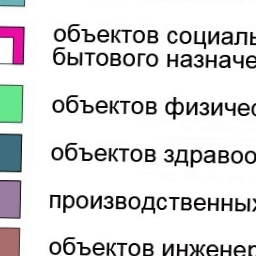 объектов социаль
бытового назначе
объектов физичес
объектов здравоо
производственных
объектов инженер